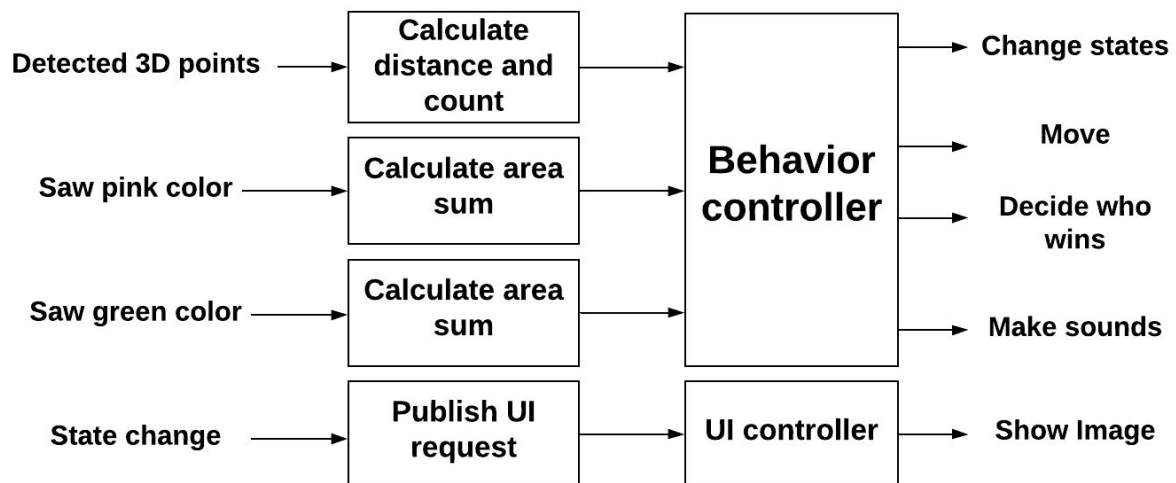 Detected 3D points
Calculate
distance and
count
Behavior
controller
Change states
Move
Saw pink color
Calculate area
sum
Decide who
wins
Saw green color
Calculate area
sum
Make sounds
State change
Publish UI
request
UI controller
Show Image